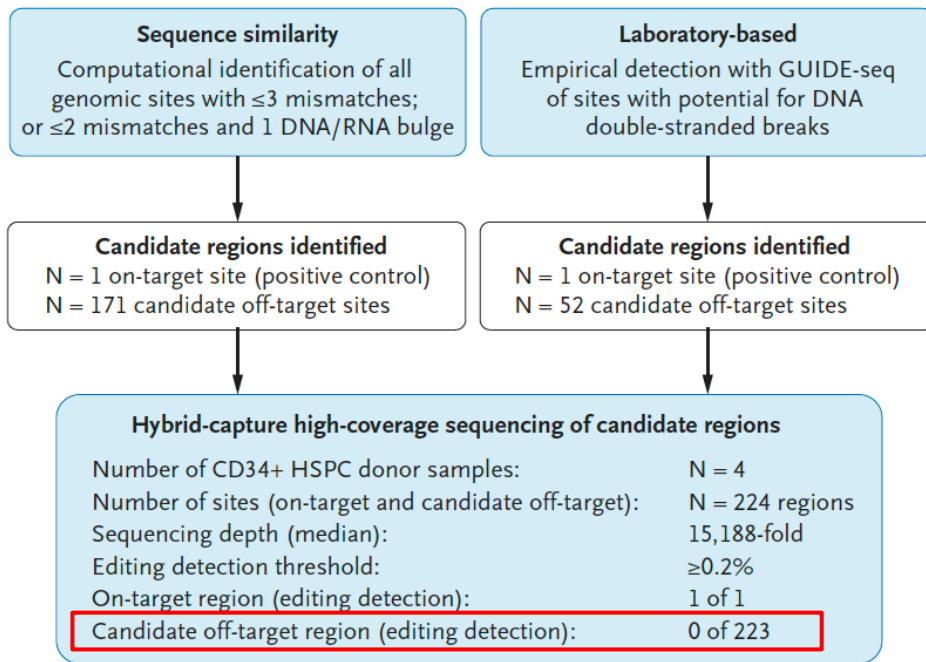 Sequence similarity
Computational identification of all
genomic sites with ≤3 mismatches;
or ≤2 mismatches and 1 DNA/RNA bulge
Laboratory-based
Empirical detection with GUIDE-seq
of sites with potential for DNA
double-stranded breaks
Candidate regions identified
N = 1 on-target site (positive control)
N = 171 candidate off-target sites
Candidate regions identified
N = 1 on-target site (positive control)
N = 52 candidate off-target sites
Hybrid-capture high-coverage sequencing of candidate regions
Number of CD34+ HSPC donor samples: N = 4
Number of sites (on-target and candidate off-target): N = 224 regions
Sequencing depth (median): 15,188-fold
Editing detection threshold: ≥0.2%
On-target region (editing detection): 1 of 1
Candidate off-target region (editing detection): 0 of 223